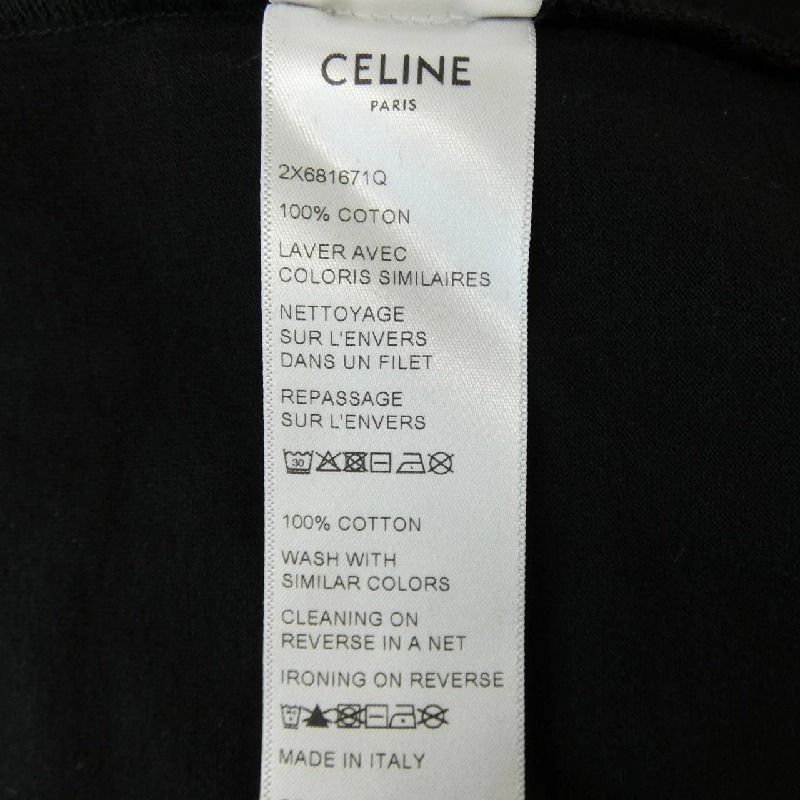 CELINE
PARIS
2X681671Q
100% COTON
LAVER AVEC
COLORIS SIMILAIRES
NETTOYAGE
SUR L'ENVERS
DANS UN FILET
REPASSAGE
SUR L'ENVERS
30
100% COTTON
WASH WITH
SIMILAR COLORS
CLEANING ON
REVERSE IN A NET
IRONING ON REVERSE
MADE IN ITALY